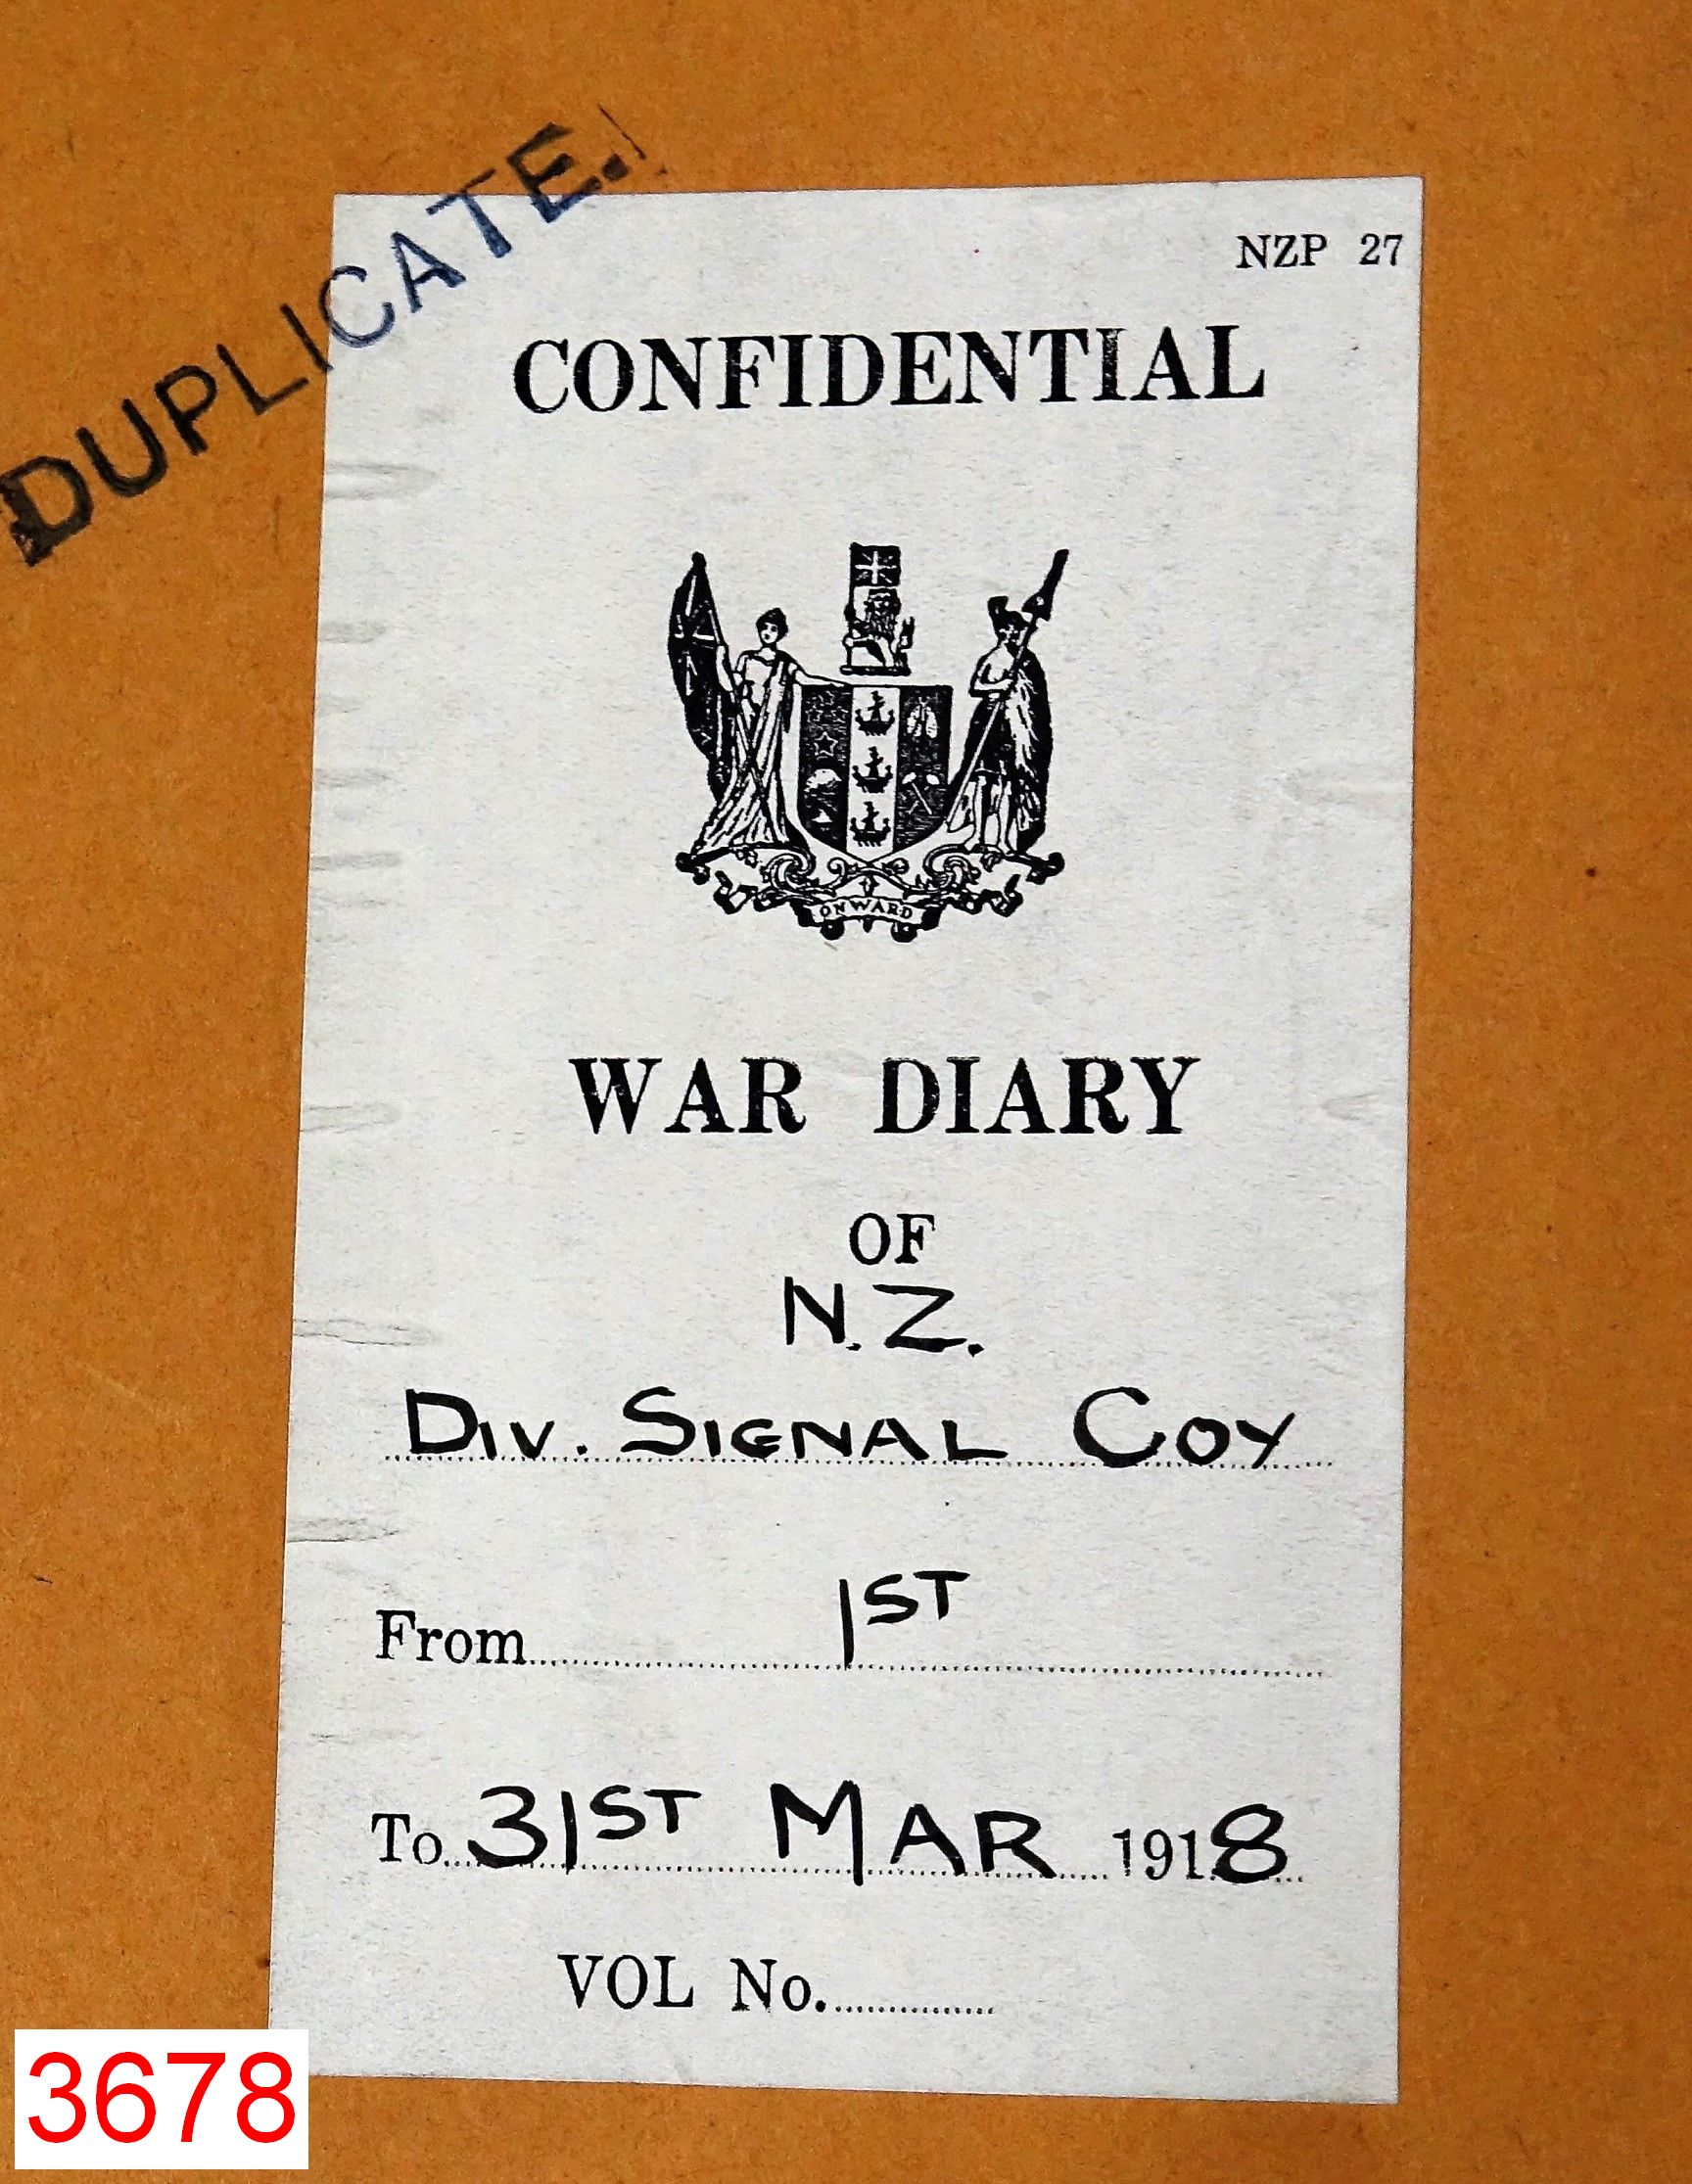 DUPLICATE.
NZP 27
CONFIDENTIAL
ONWARD
WAR DIARY
OF
N.Z.
DIV. SIGNAL COY
From 1ST
To 31ST MAR 1918
VOL No.
3678